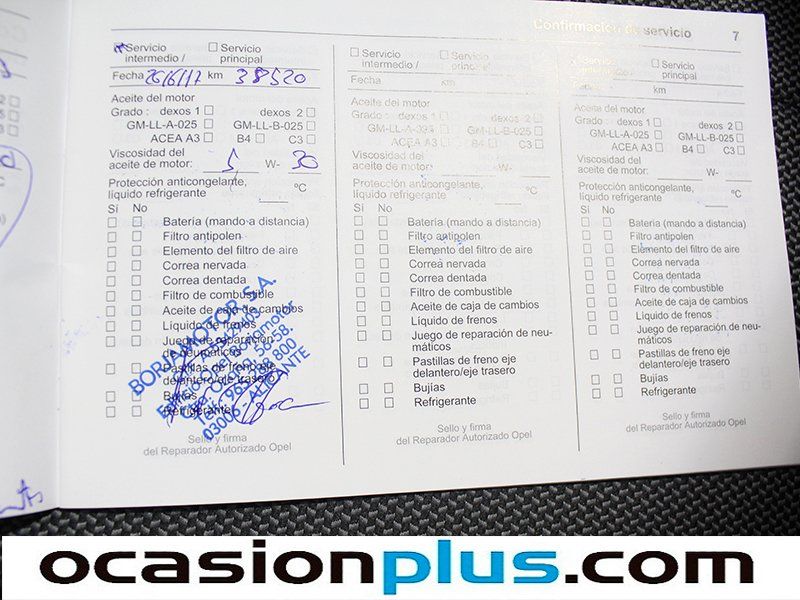 Confirmación de servicio 7
Servicio intermedio /
Servicio principal
Fecha 26/6/17 km 38520
Aceite del motor
Grado: dexos 1 dexos 2
GM-LL-A-025 GM-LL-B-025
ACEA A3 B4 C3
Viscosidad del
aceite de motor: 5 W- 30
Protección anticongelante,
líquido refrigerante ºC
Sí No
Batería (mando a distancia)
Filtro antipolen
Elemento del filtro de aire
Correa nervada
Correa dentada
Filtro de combustible
Aceite de caja de cambios
Líquido de frenos
Juego de reparación
de neumáticos
Pastillas de freno eje
delantero/eje trasero
Bujías
Refrigerante
BORJAMOTOR S.A.
03006 - ALICANTE
Sello y firma
del Reparador Autorizado Opel
Servicio intermedio /
Servicio principal
Fecha km
Aceite del motor
Grado: dexos 1 dexos 2
GM-LL-A-025 GM-LL-B-025
ACEA A3 B4 C3
Viscosidad del
aceite de motor: W-
Protección anticongelante,
líquido refrigerante ºC
Sí No
Batería (mando a distancia)
Filtro antipolen
Elemento del filtro de aire
Correa nervada
Correa dentada
Filtro de combustible
Aceite de caja de cambios
Líquido de frenos
Juego de reparación de neu-
máticos
Pastillas de freno eje
delantero/eje trasero
Bujías
Refrigerante
Sello y firma
del Reparador Autorizado Opel
Servicio
intermedio /
Servicio principal
Fecha km
Aceite del motor
Grado: dexos 1 dexos 2
GM-LL-A-025 GM-LL-B-025
ACEA A3 B4 C3
Viscosidad del
aceite de motor: W-
Protección anticongelante,
líquido refrigerante ºC
Sí No
Batería (mando a distancia)
Filtro antipolen
Elemento del filtro de aire
Correa nervada
Correa dentada
Filtro de combustible
Aceite de caja de cambios
Líquido de frenos
Juego de reparación de neu-
máticos
Pastillas de freno eje
delantero/eje trasero
Bujías
Refrigerante
Sello y firma
del Reparador Autorizado Opel
ocasionplus.com